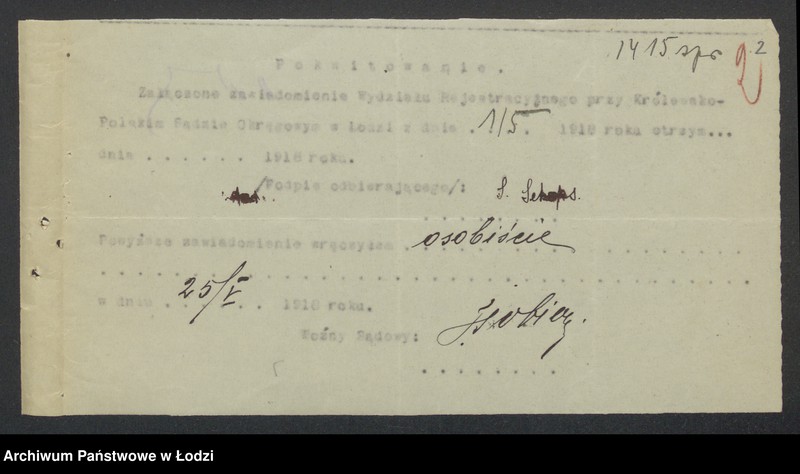 1415 spr 2
2
Pokwitowanie.
Załączone zawiadomienie Wydziału Rejestracyjnego przy Królewsko-
Polskim Sądzie Okręgowym w Łodzi z dnia . 1/5 . 1918 roku otrzym...
dnia . . . . . . 1918 roku.
/Podpis odbierającego/: S.
Powyższe zawiadomienie wręczyłem . osobiście . . . . . . . .
w dniu 25/V . . 1918 roku.
Woźny Sądowy:
Archiwum Państwowe w Łodzi